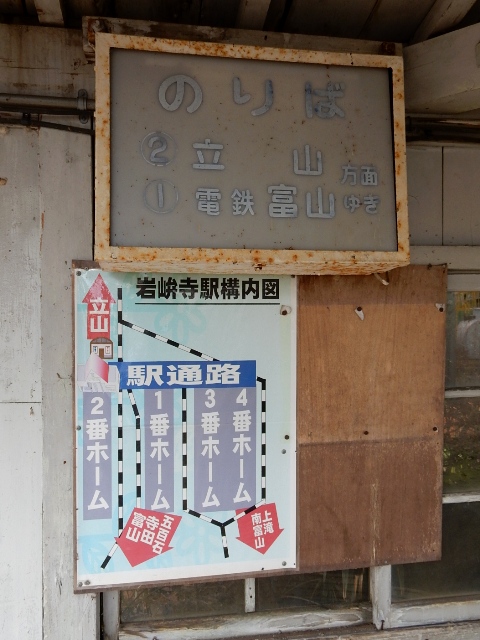 のりば
② 立山 方面
① 電鉄富山 ゆき
岩峅寺駅構内図
立山
駅通路
2番ホーム
1番ホーム
3番ホーム
4番ホーム
五百石
寺田
富山
上滝
南富山